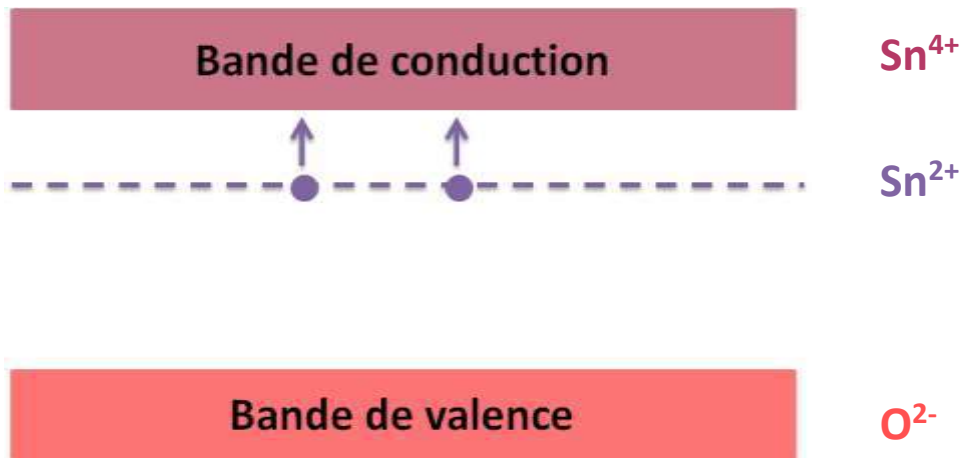 Bande de conduction
Sn⁴⁺
Sn²⁺
Bande de valence
O²⁻